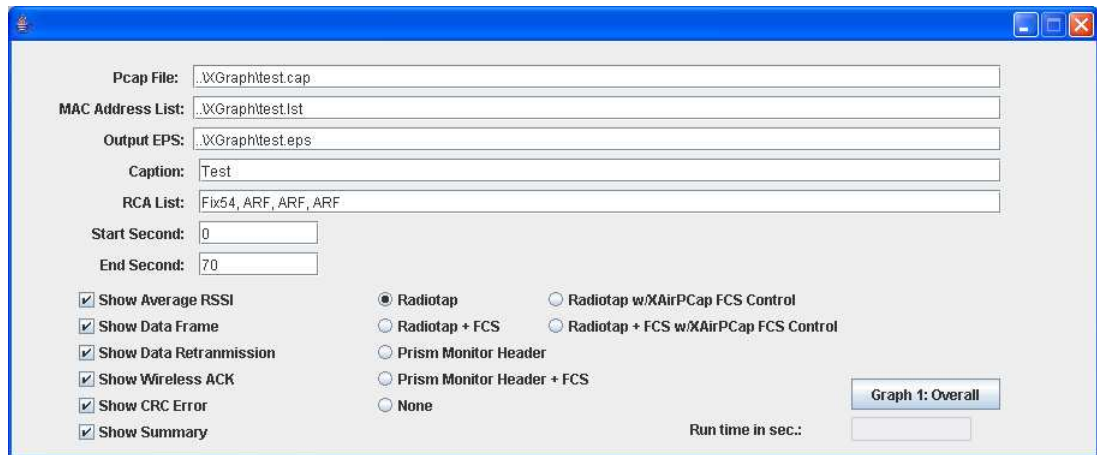 Pcap File: ..\XGraph\test.cap
MAC Address List: ..\XGraph\test.lst
Output EPS: ..\XGraph\test.eps
Caption: Test
RCA List: Fix54, ARF, ARF, ARF
Start Second: 0
End Second: 70
Show Average RSSI Radiotap Radiotap w/XAirPCap FCS Control
Show Data Frame Radiotap + FCS Radiotap + FCS w/XAirPCap FCS Control
Show Data Retranmission Prism Monitor Header
Show Wireless ACK Prism Monitor Header + FCS
Show CRC Error None Graph 1: Overall
Show Summary Run time in sec.: